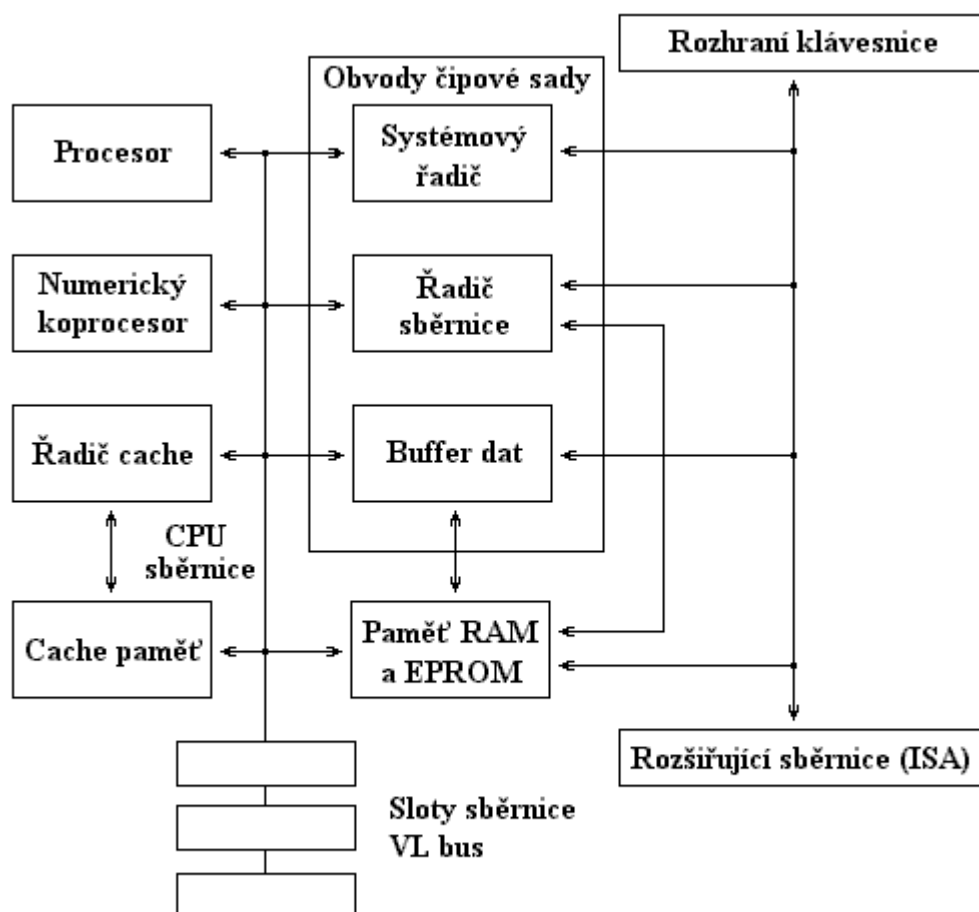 Rozhraní klávesnice
Obvody čipové sady
Procesor
Systémový
řadič
Numerický
koprocesor
Řadič
sběrnice
Řadič cache
Buffer dat
CPU
sběrnice
Cache paměť
Paměť RAM
a EPROM
Rozšiřující sběrnice (ISA)
Sloty sběrnice
VL bus